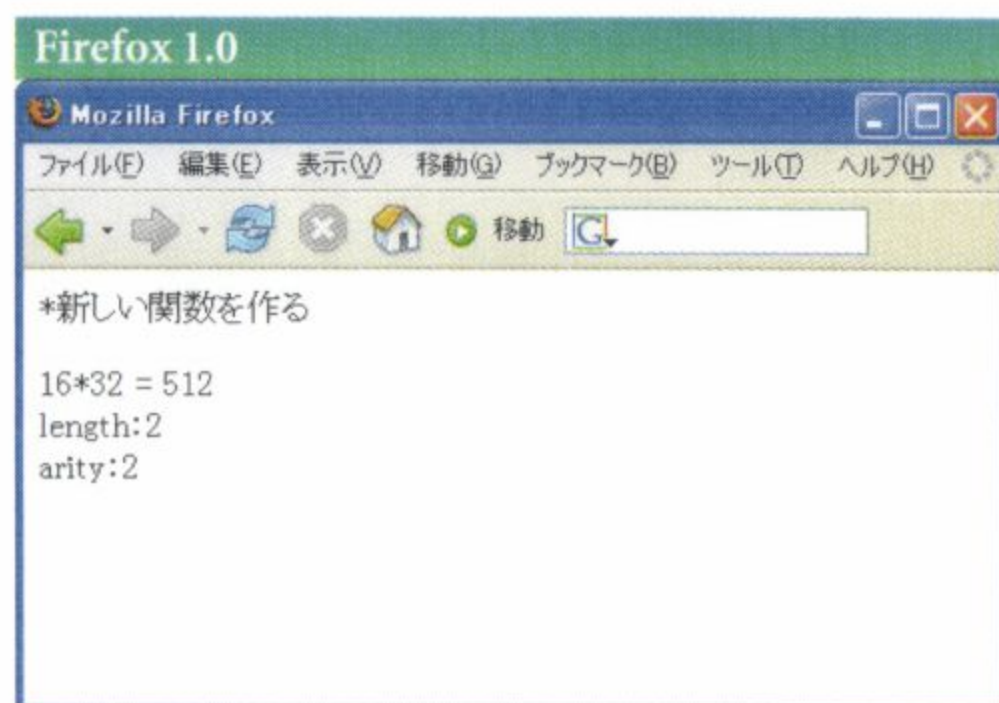 Firefox 1.0
Mozilla Firefox
ファイル(F) 編集(E) 表示(V) 移動(G) ブックマーク(B) ツール(T) ヘルプ(H)
移動 G
*新しい関数を作る
16*32 = 512
length:2
arity:2